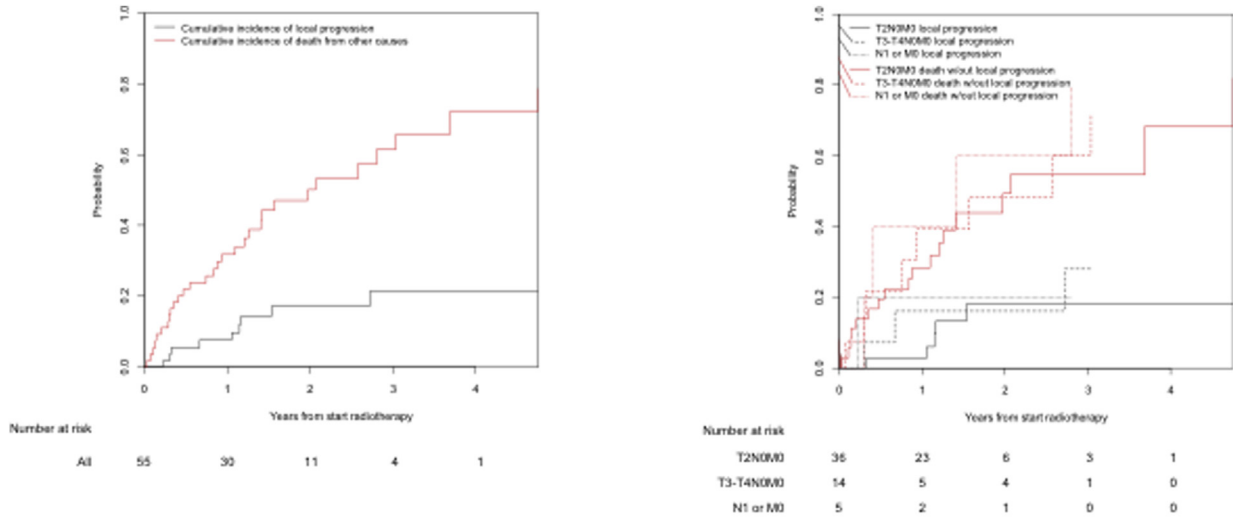 1.0
0.8
0.6
0.4
0.2
0.0
Probability
Cumulative incidence of local progression
Cumulative incidence of death from other causes
0 1 2 3 4
Years from start radiotherapy
Number at risk
All 55 30 11 4 1
1.0
0.8
0.6
0.4
0.2
0.0
Probability
T2N0M0 local progression
T3-T4N0M0 local progression
N1 or M0 local progression
T2N0M0 death w/out local progression
T3-T4N0M0 death w/out local progression
N1 or M0 death w/out local progression
0 1 2 3 4
Years from start radiotherapy
Number at risk
T2N0M0 36 23 6 3 1
T3-T4N0M0 14 5 4 1 0
N1 or M0 5 2 1 0 0